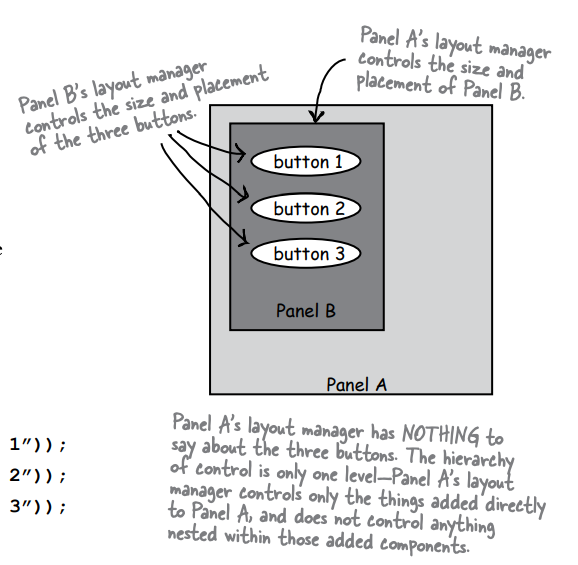 Panel A's layout manager
controls the size and
placement of Panel B.
Panel B's layout manager
controls the size and placement
of the three buttons.
button 1
button 2
button 3
Panel B
Panel A
e
1”));
2”));
3”));
Panel A's layout manager has NOTHING to
say about the three buttons. The hierarchy
of control is only one level—Panel A's layout
manager controls only the things added directly
to Panel A, and does not control anything
nested within those added components.